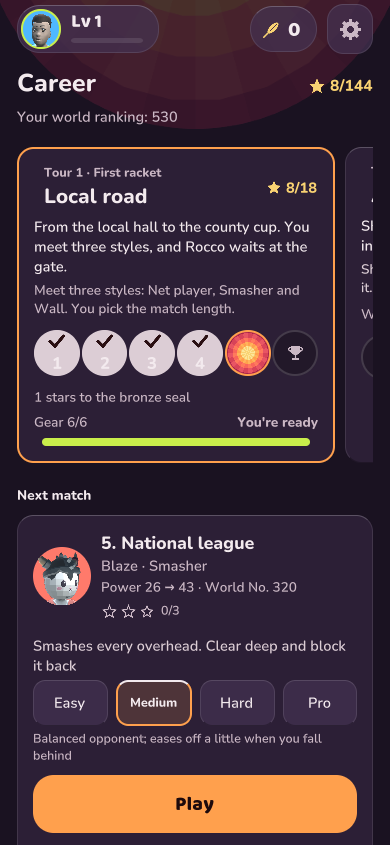 Lv 1
0
Career
8/144
Your world ranking: 530
Tour 1 · First racket
Local road
8/18
From the local hall to the county cup. You
meet three styles, and Rocco waits at the
gate.
Meet three styles: Net player, Smasher and
Wall. You pick the match length.
1 2 3 4
1 stars to the bronze seal
Gear 6/6
You're ready
Next match
5. National league
Blaze · Smasher
Power 26 → 43 · World No. 320
0/3
Smashes every overhead. Clear deep and block
it back
Easy Medium Hard Pro
Balanced opponent; eases off a little when you fall
behind
Play